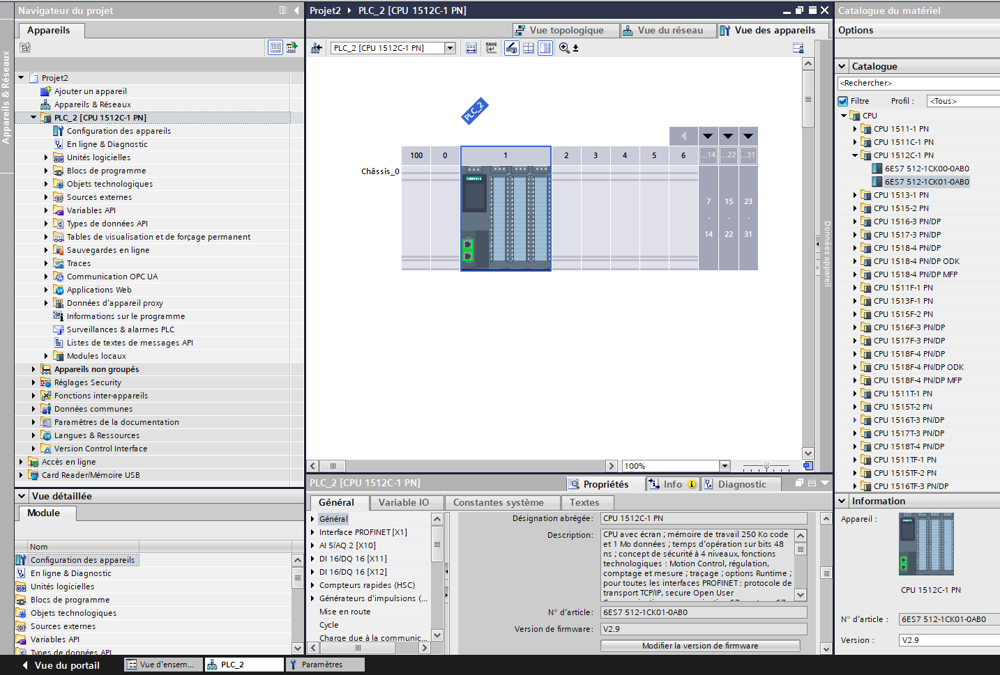 Navigateur du projet
Appareils
Appareils & Réseaux
Projet2
Ajouter un appareil
Appareils & Réseaux
PLC_2 [CPU 1512C-1 PN]
Configuration des appareils
En ligne & Diagnostic
Unités logicielles
Blocs de programme
Objets technologiques
Sources externes
Variables API
Types de données API
Tables de visualisation et de forçage permanent
Sauvegardes en ligne
Traces
Communication OPC UA
Applications Web
Données d'appareil proxy
Informations sur le programme
Surveillances & alarmes PLC
Listes de textes de messages API
Modules locaux
Appareils non groupés
Réglages Security
Fonctions inter-appareils
Données communes
Paramètres de la documentation
Langues & Ressources
Version Control Interface
Accès en ligne
Card Reader/Mémoire USB
Vue détaillée
Module
Nom
Configuration des appareils
En ligne & Diagnostic
Unités logicielles
Blocs de programme
Objets technologiques
Sources externes
Variables API
Types de données API
Projet2 PLC_2 [CPU 1512C-1 PN]
Vue topologique
Vue du réseau
Vue des appareils
PLC_2 [CPU 1512C-1 PN]
PLC_2
100 0 1 2 3 4 5 6 ...14 ...22 ...31
Châssis_0
SIEMENS
7 15 23
- - -
14 22 31
Données appareil
100%
PLC_2 [CPU 1512C-1 PN]
Propriétés
Info
Diagnostic
Général
Variable IO
Constantes système
Textes
Général
Interface PROFINET [X1]
AI 5/AQ 2 [X10]
DI 16/DQ 16 [X11]
DI 16/DQ 16 [X12]
Compteurs rapides (HSC)
Générateurs d'impulsions (...
Mise en route
Cycle
Charge due à la communic...
Désignation abrégée: CPU 1512C-1 PN
Description: CPU avec écran ; mémoire de travail 250 Ko code
et 1 Mo données ; temps d'opération sur bits 48
ns ; concept de sécurité à 4 niveaux, fonctions
technologiques : Motion Control, régulation,
comptage et mesure ; traçage ; options Runtime ;
pour toutes les interfaces PROFINET : protocole de
transport TCP/IP, secure Open User
N° d'article: 6ES7 512-1CK01-0AB0
Version de firmware: V2.9
Modifier la version de firmware
Catalogue du matériel
Options
Catalogue
<Rechercher>
Filtre
Profil : <Tous>
CPU
CPU 1511-1 PN
CPU 1511C-1 PN
CPU 1512C-1 PN
6ES7 512-1CK00-0AB0
6ES7 512-1CK01-0AB0
CPU 1513-1 PN
CPU 1515-2 PN
CPU 1516-3 PN/DP
CPU 1517-3 PN/DP
CPU 1518-4 PN/DP
CPU 1518-4 PN/DP ODK
CPU 1518-4 PN/DP MFP
CPU 1511F-1 PN
CPU 1513F-1 PN
CPU 1515F-2 PN
CPU 1516F-3 PN/DP
CPU 1517F-3 PN/DP
CPU 1518F-4 PN/DP
CPU 1518F-4 PN/DP ODK
CPU 1518F-4 PN/DP MFP
CPU 1511T-1 PN
CPU 1515T-2 PN
CPU 1516T-3 PN/DP
CPU 1517T-3 PN/DP
CPU 1518T-4 PN/DP
CPU 1511TF-1 PN
CPU 1515TF-2 PN
CPU 1516TF-3 PN/DP
Information
Appareil :
CPU 1512C-1 PN
N° d'article : 6ES7 512-1CK01-0AB0
Version : V2.9
Vue du portail
Vue d'ensem...
PLC_2
Paramètres